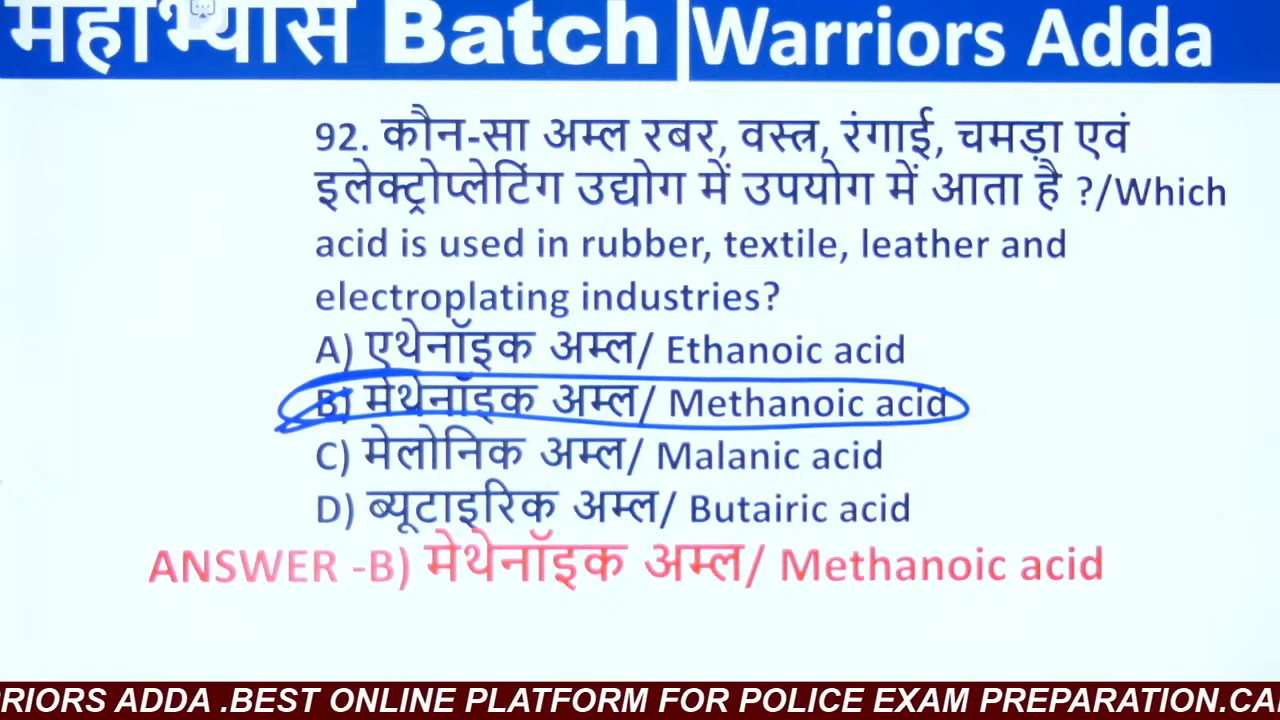 महाभ्यास Batch Warriors Adda
92. कौन-सा अम्ल रबर, वस्त्र, रंगाई, चमड़ा एवं
इलेक्ट्रोप्लेटिंग उद्योग में उपयोग में आता है ?/Which
acid is used in rubber, textile, leather and
electroplating industries?
A) एथेनॉइक अम्ल/ Ethanoic acid
B) मेथेनॉइक अम्ल/ Methanoic acid
C) मेलोनिक अम्ल/ Malanic acid
D) ब्यूटाइरिक अम्ल/ Butairic acid
ANSWER -B) मेथेनॉइक अम्ल/ Methanoic acid
RRIORS ADDA .BEST ONLINE PLATFORM FOR POLICE EXAM PREPARATION.CA